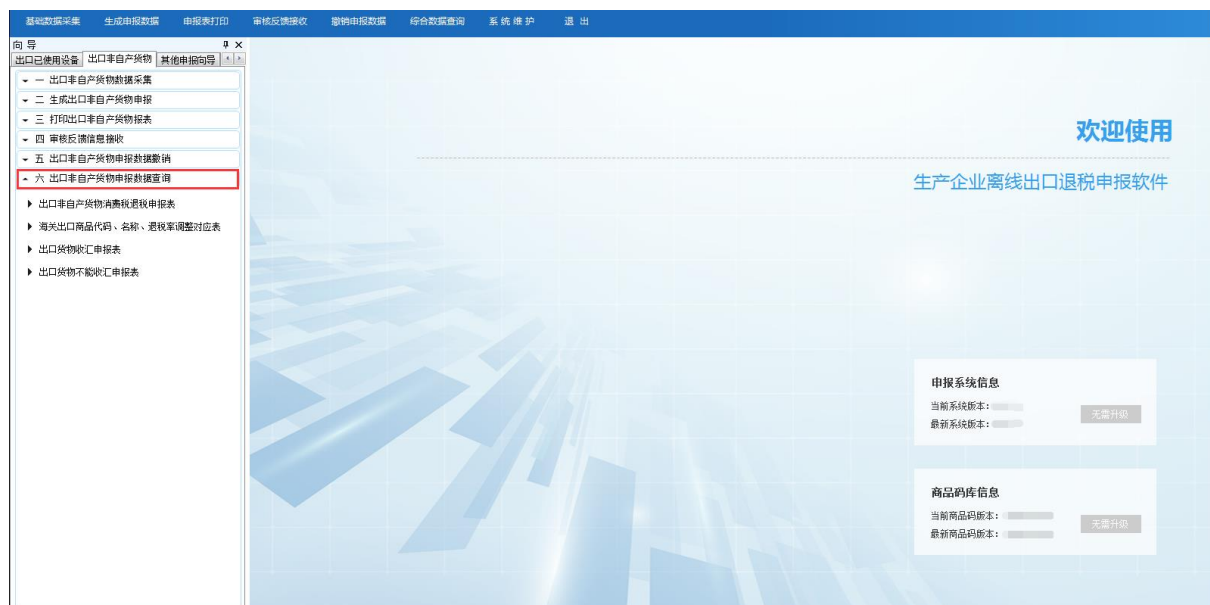 基础数据采集 生成申报数据 申报表打印 审核反馈接收 撤销申报数据 综合数据查询 系统维护 退出
向导
出口已使用设备 出口非自产货物 其他申报向导
一 出口非自产货物数据采集
二 生成出口非自产货物申报
三 打印出口非自产货物报表
四 审核反馈信息接收
五 出口非自产货物申报数据撤销
六 出口非自产货物申报数据查询
出口非自产货物消费税退税申报表
海关出口商品代码、名称、退税率调整对应表
出口货物收汇申报表
出口货物不能收汇申报表
欢迎使用
生产企业离线出口退税申报软件
申报系统信息
当前系统版本：
最新系统版本：
无需升级
商品码库信息
当前商品码版本：
最新商品码版本：
无需升级